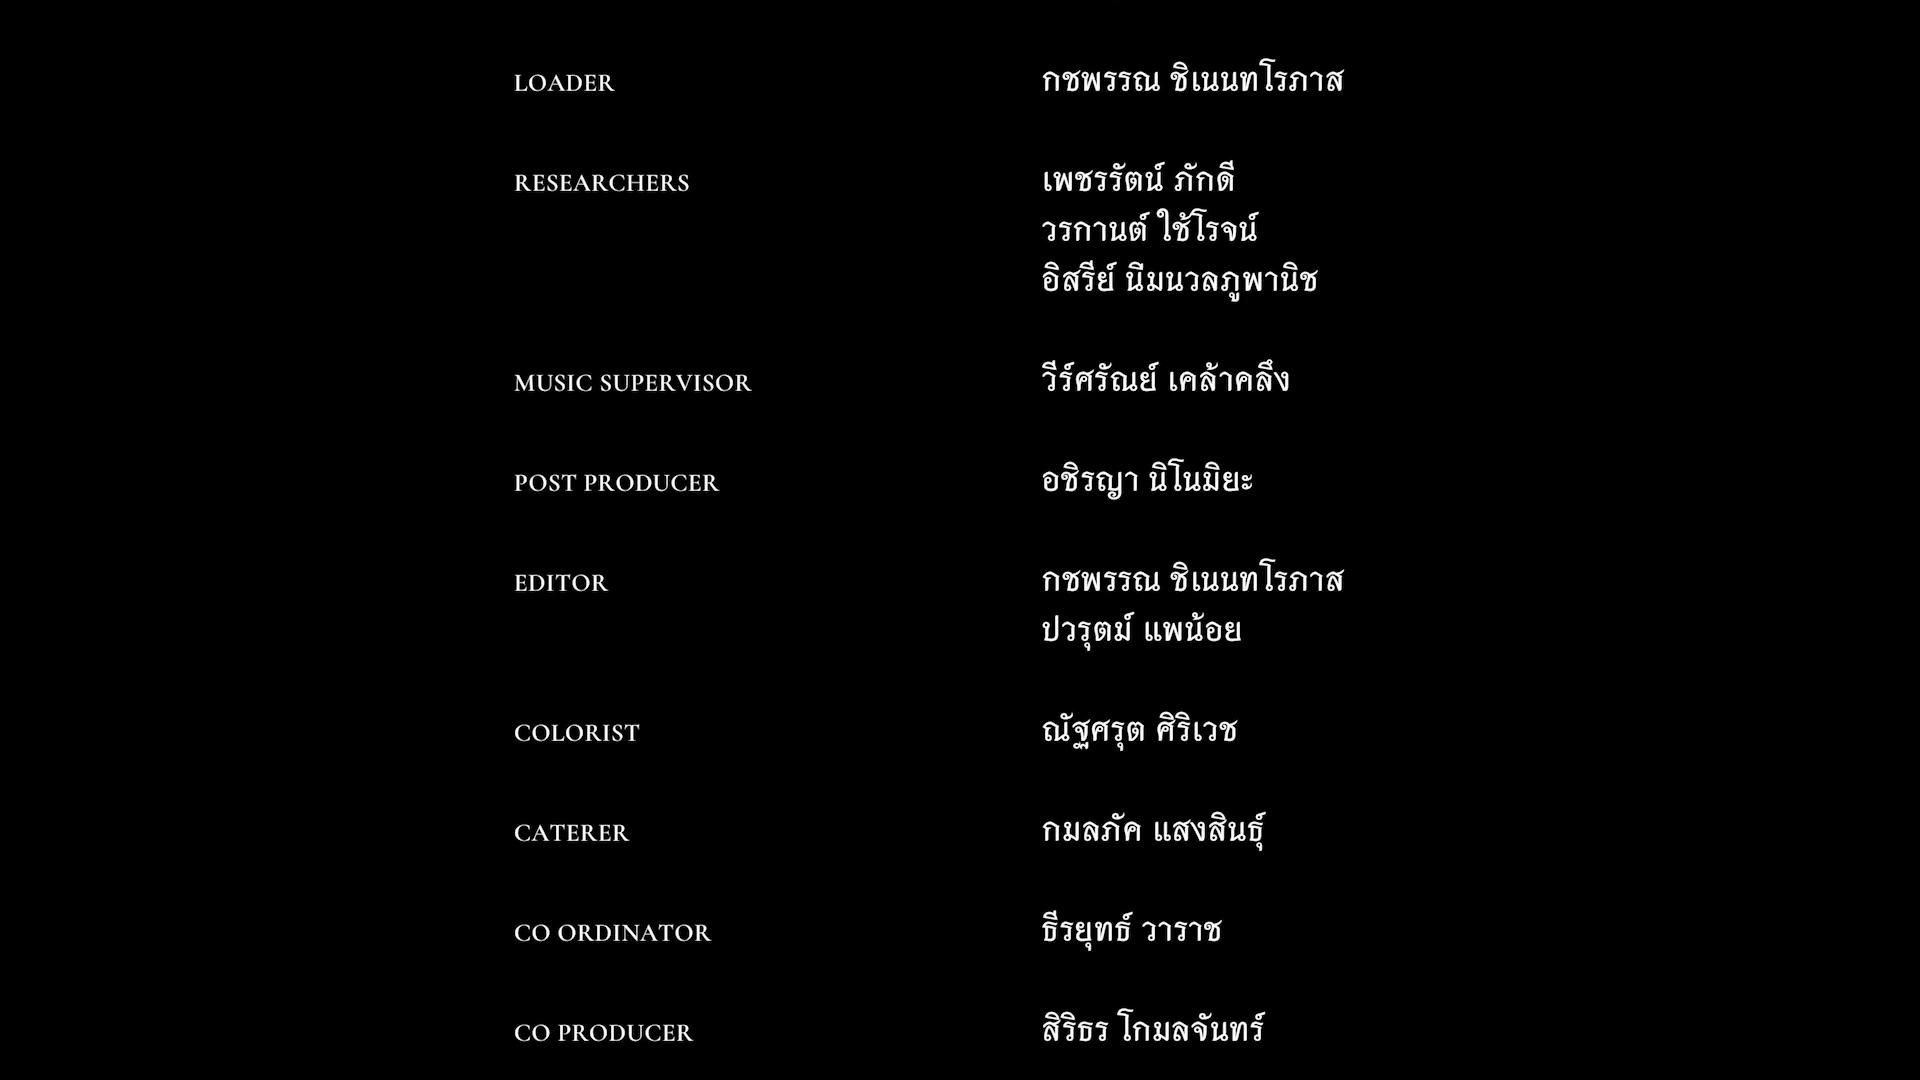 LOADER กชพรรณ ชิเนนทโรภาส
RESEARCHERS เพชรรัตน์ ภักดี
วรกานต์ ใช้โรจน์
อิสรีย์ นีมนวลภูพานิช
MUSIC SUPERVISOR วีร์ศรัณย์ เคล้าคลึง
POST PRODUCER อชิรญา นิโนมิยะ
EDITOR กชพรรณ ชิเนนทโรภาส
ปวรุตม์ แพน้อย
COLORIST ณัฐศรุต ศิริเวช
CATERER กมลภัค แสงสินธุ์
CO ORDINATOR ธีรยุทธ์ วาราช
CO PRODUCER สิริธร โกมลจันทร์